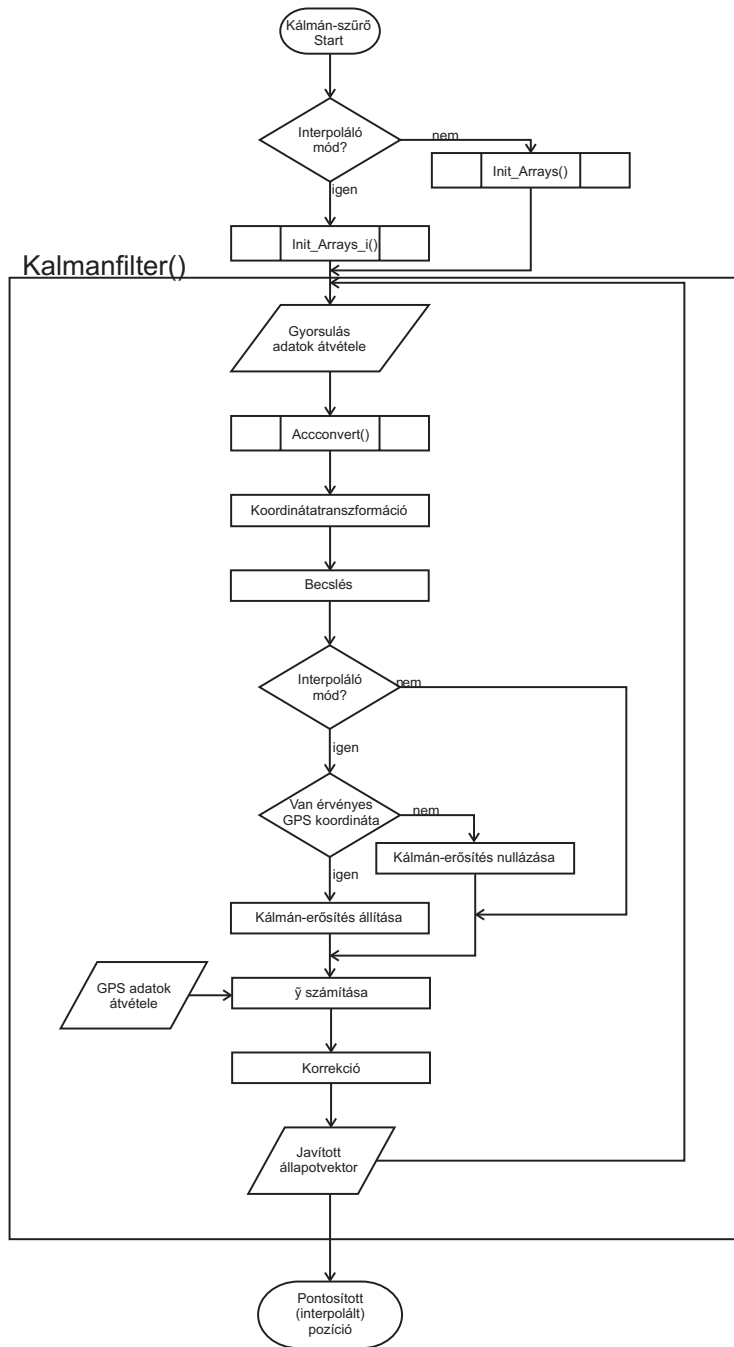 Kálmán-szűrő
Start
Interpoláló
mód?
nem
igen
Init_Arrays()
Init_Arrays_i()
Kalmanfilter()
Gyorsulás
adatok átvétele
Accconvert()
Koordinátatranszformáció
Becslés
Interpoláló
mód?
nem
igen
Van érvényes
GPS koordináta
nem
igen
Kálmán-erősítés nullázása
Kálmán-erősítés állítása
GPS adatok
átvétele
ỹ számítása
Korrekció
Javított
állapotvektor
Pontosított
(interpolált)
pozíció